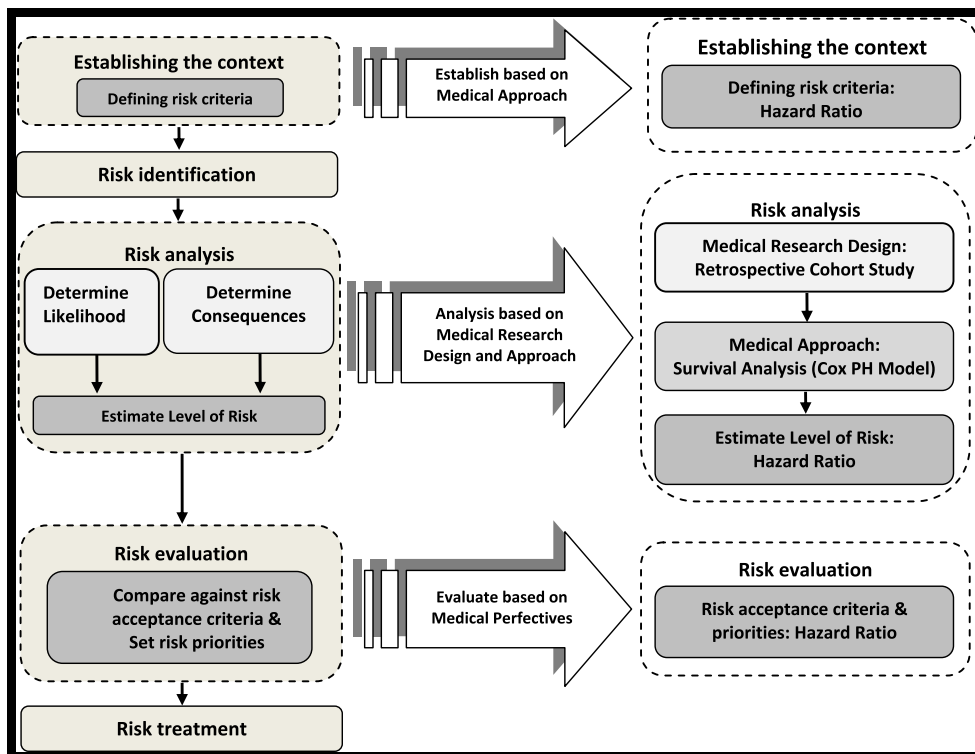 Establishing the context
Defining risk criteria
Risk identification
Risk analysis
Determine
Likelihood
Determine
Consequences
Estimate Level of Risk
Risk evaluation
Compare against risk
acceptance criteria &
Set risk priorities
Risk treatment
Establish based on
Medical Approach
Analysis based on
Medical Research
Design and Approach
Evaluate based on
Medical Perfectives
Establishing the context
Defining risk criteria:
Hazard Ratio
Risk analysis
Medical Research Design:
Retrospective Cohort Study
Medical Approach:
Survival Analysis (Cox PH Model)
Estimate Level of Risk:
Hazard Ratio
Risk evaluation
Risk acceptance criteria &
priorities: Hazard Ratio